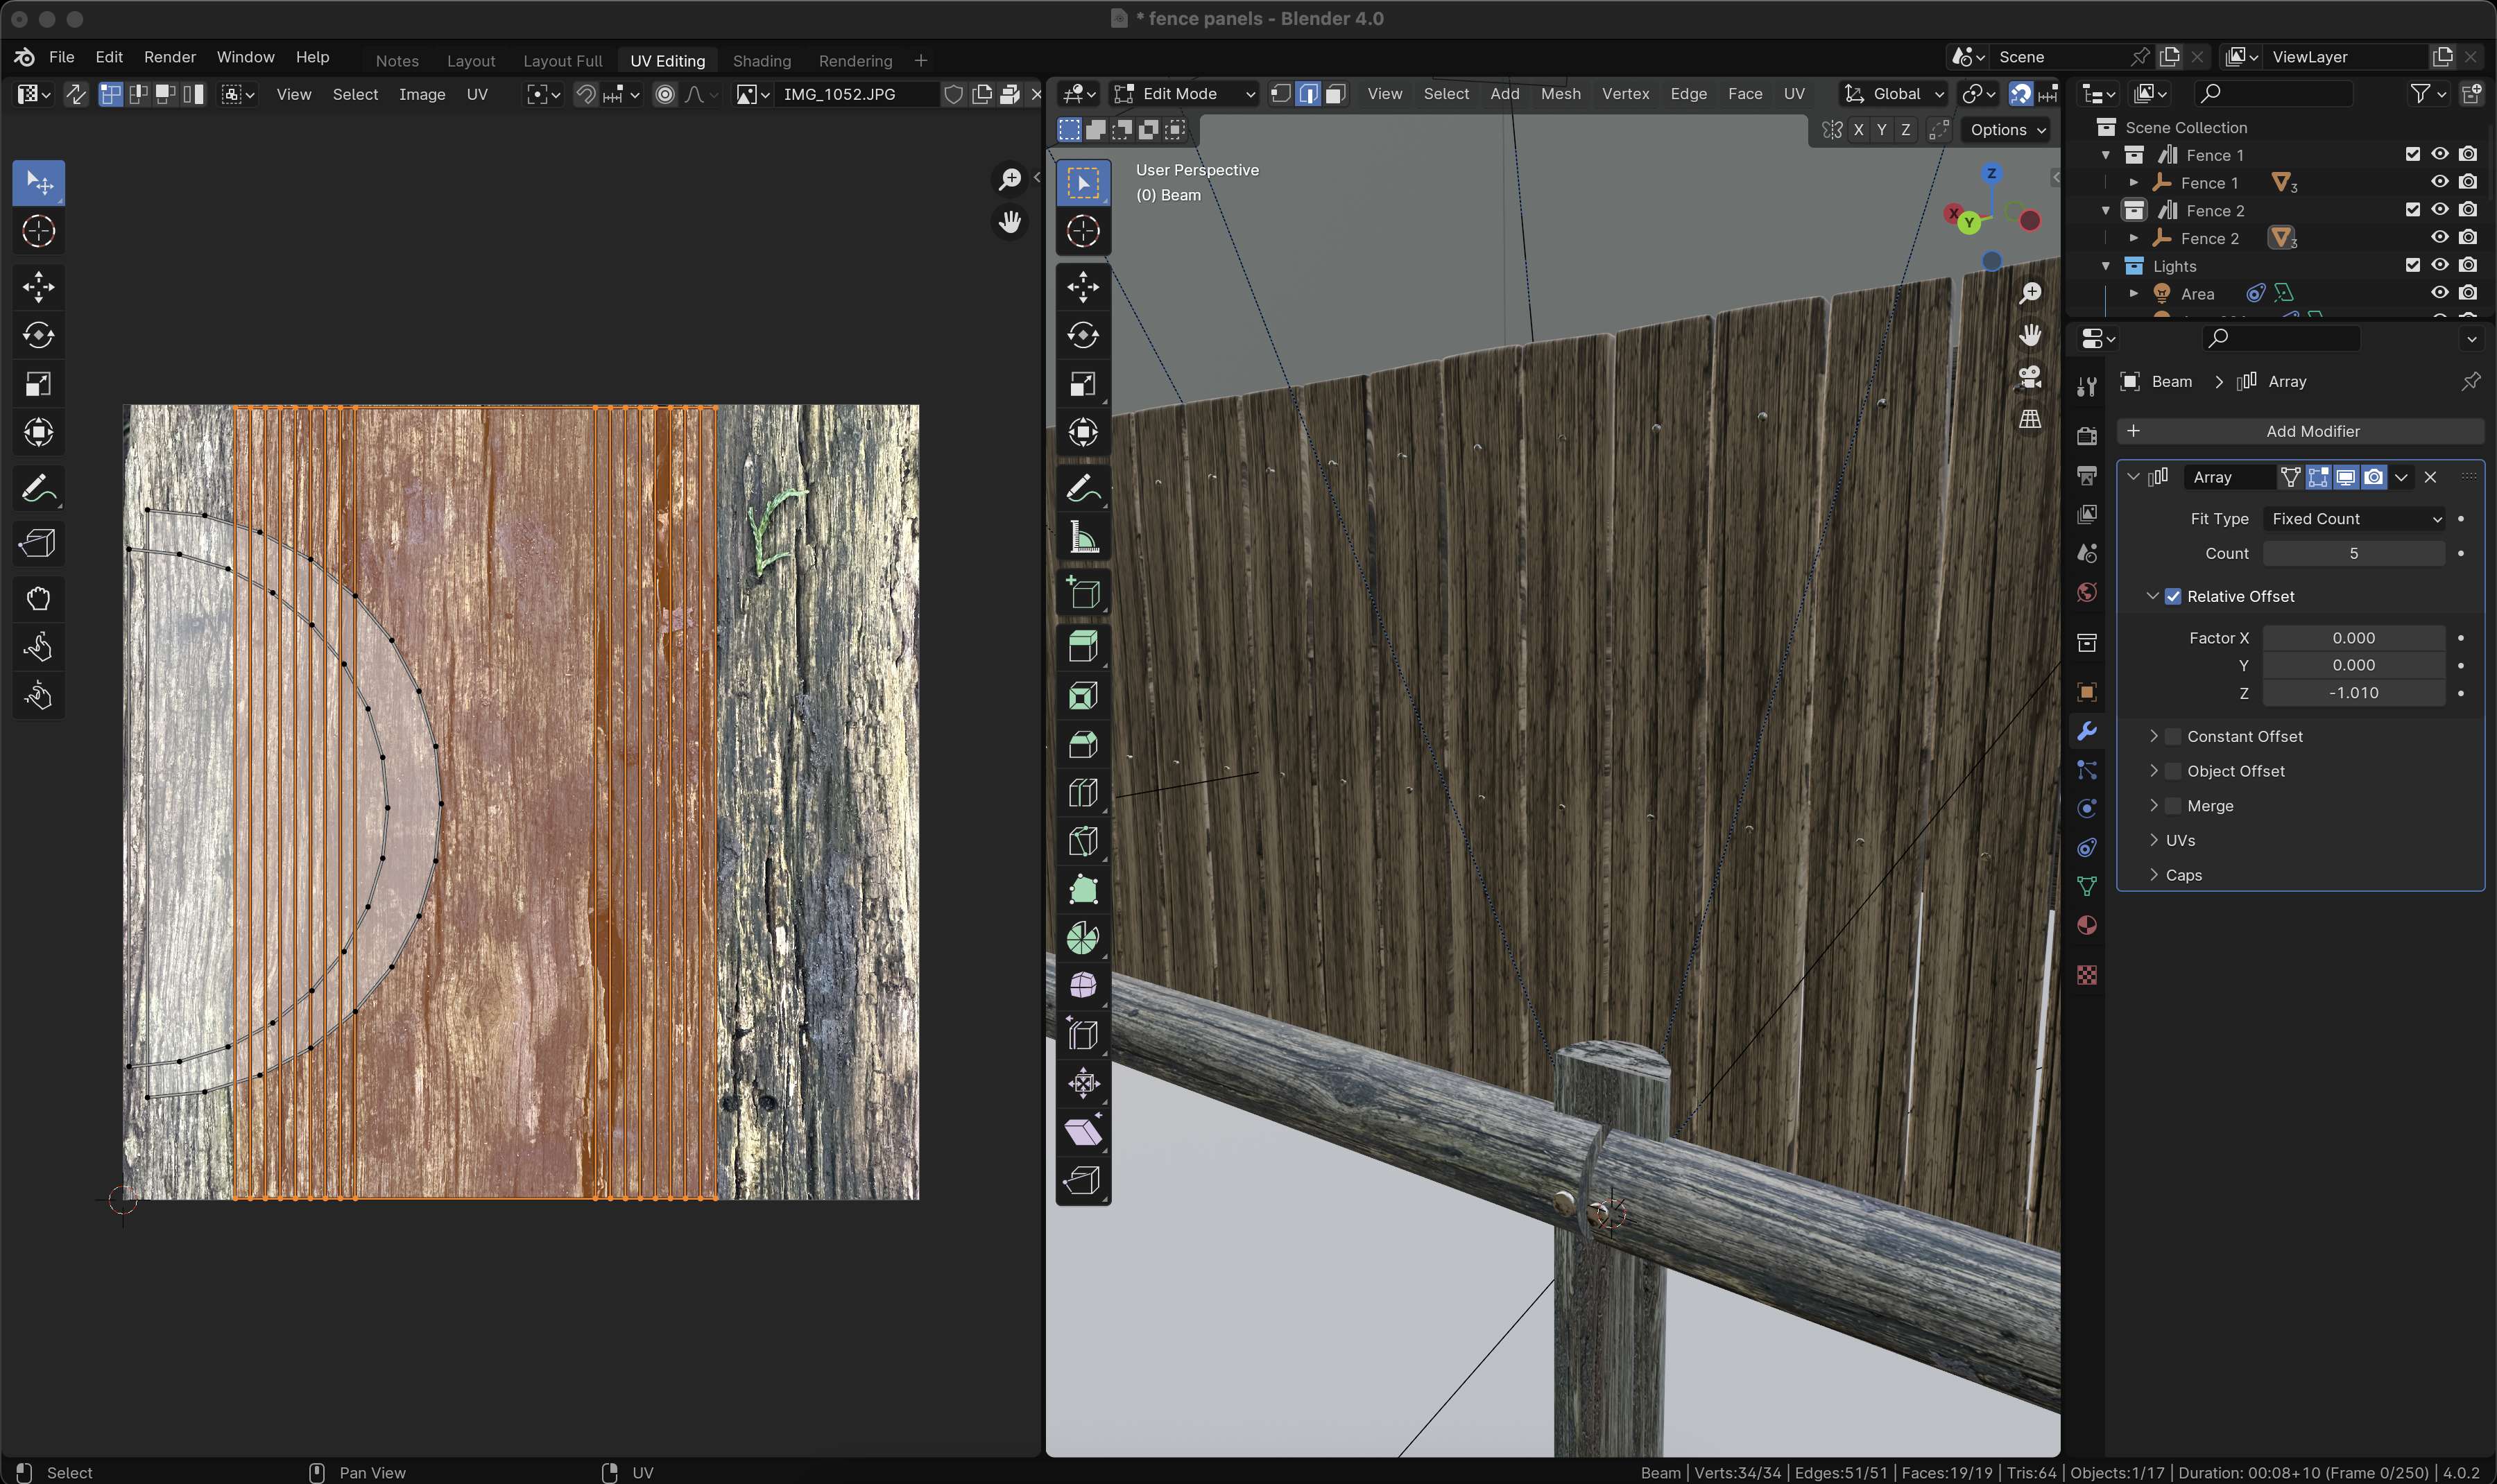 * fence panels - Blender 4.0
File Edit Render Window Help Notes Layout Layout Full UV Editing Shading Rendering + Scene ViewLayer
View Select Image UV IMG_1052.JPG
Edit Mode View Select Add Mesh Vertex Edge Face UV Global
X Y Z Options
User Perspective
(0) Beam
Z
X
Y
Scene Collection
Fence 1
Fence 1 3
Fence 2
Fence 2 3
Lights
Area
Beam > Array
+ Add Modifier
Array
Fit Type Fixed Count
Count 5
Relative Offset
Factor X 0.000
Y 0.000
Z -1.010
Constant Offset
Object Offset
Merge
UVs
Caps
Select Pan View UV Beam | Verts:34/34 | Edges:51/51 | Faces:19/19 | Tris:64 | Objects:1/17 | Duration: 00:08+10 (Frame 0/250) | 4.0.2